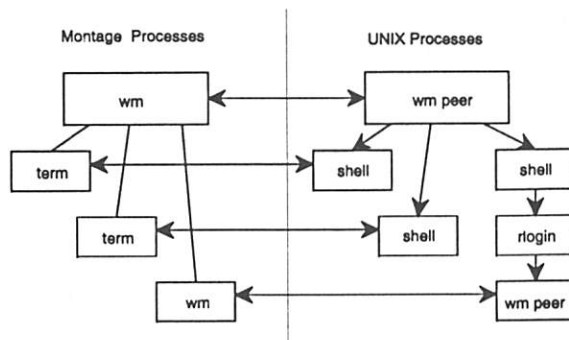 Montage Processes
UNIX Processes
wm
wm peer
term
shell
shell
term
shell
rlogin
wm
wm peer